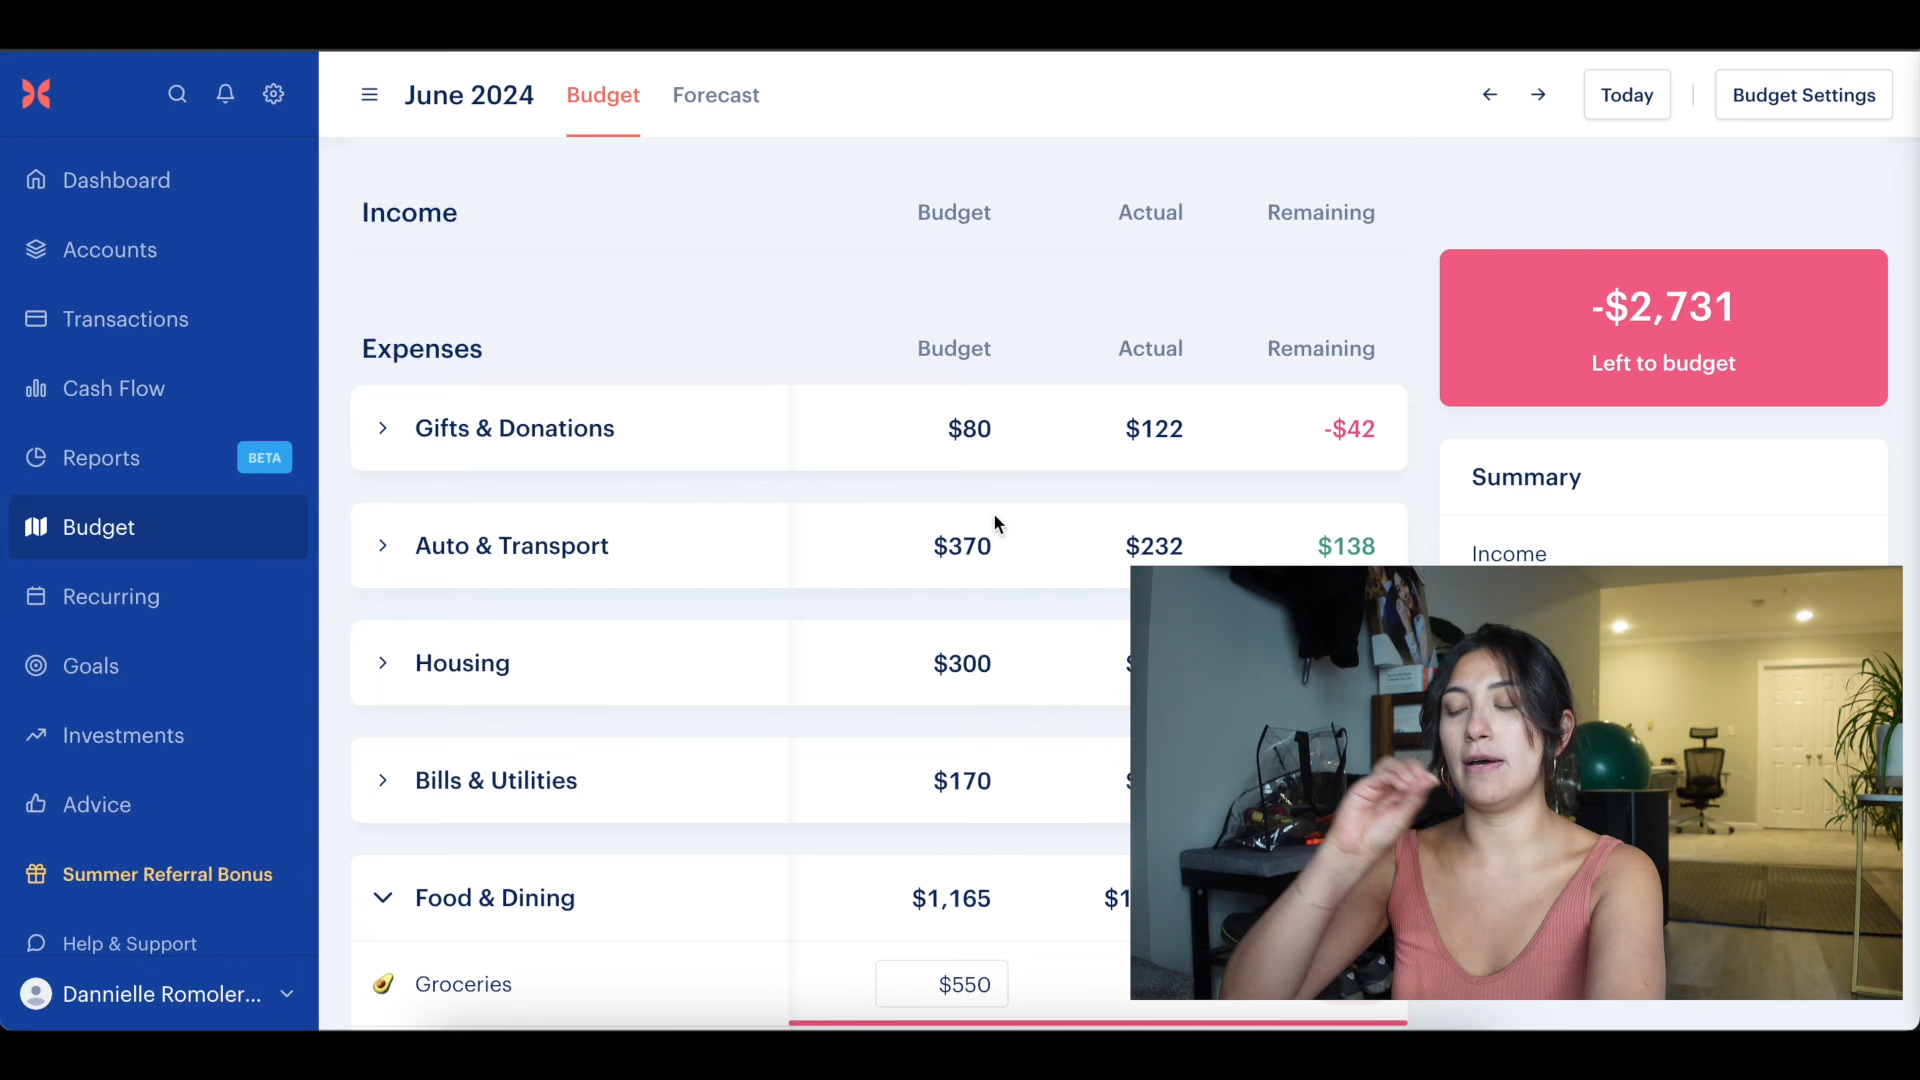 June 2024
Budget
Forecast
Today
Budget Settings
Dashboard
Accounts
Transactions
Cash Flow
Reports
BETA
Budget
Recurring
Goals
Investments
Advice
Summer Referral Bonus
Help & Support
Dannielle Romoler...
Income Budget Actual Remaining
Expenses Budget Actual Remaining
Gifts & Donations $80 $122 -$42
Auto & Transport $370 $232 $138
Housing $300
Bills & Utilities $170
Food & Dining $1,165 $1
Groceries $550
-$2,731
Left to budget
Summary
Income